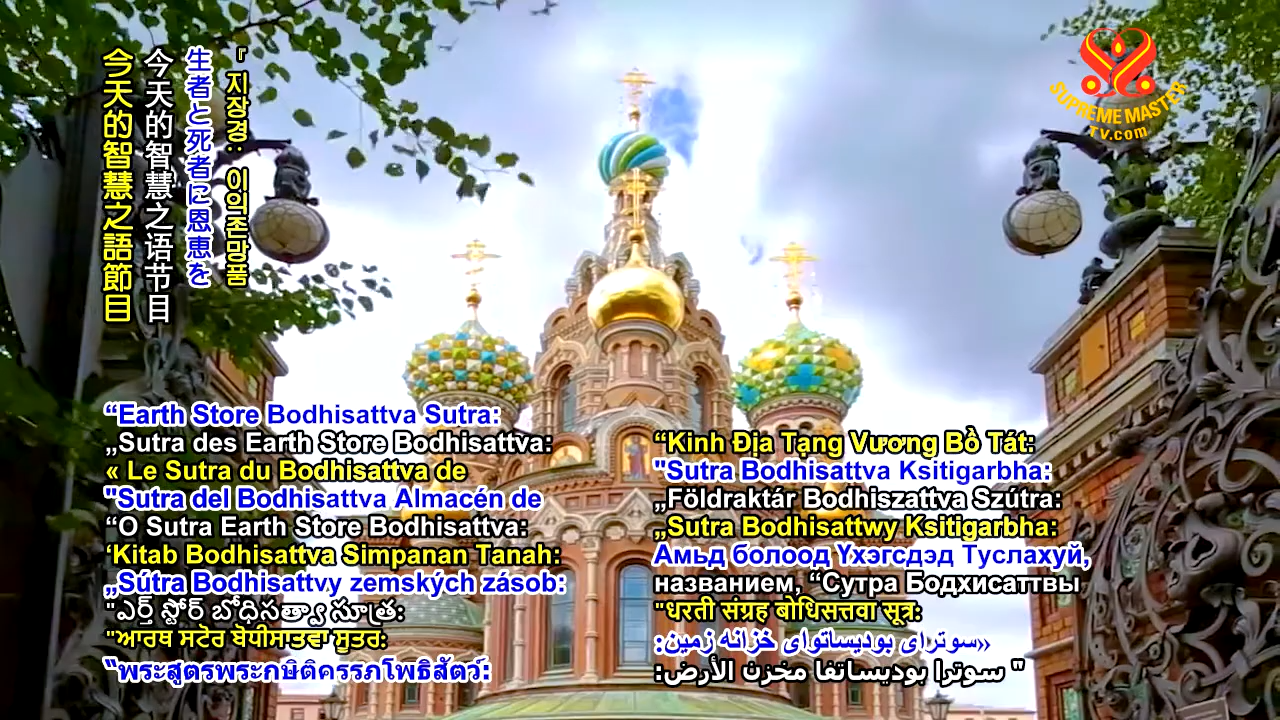 『 지장경: 이익존망품
生者と死者に恩恵を
今天的智慧之语节目
今天的智慧之語節目
SUPREME MASTER
TV.com
“Earth Store Bodhisattva Sutra:
„Sutra des Earth Store Bodhisattva:
« Le Sutra du Bodhisattva de
"Sutra del Bodhisattva Almacén de
“O Sutra Earth Store Bodhisattva:
‘Kitab Bodhisattva Simpanan Tanah:
„Sútra Bodhisattvy zemských zásob:
"ఎర్త్ స్టోర్ బోధిసత్వా సూత్ర:
"ਆਰਥ ਸਟੋਰ ਬੋਧੀਸਾਤਵਾ ਸੂਤਰ:
“พระสูตรพระกษิติครรภโพธิสัตว์:
“Kinh Địa Tạng Vương Bồ Tát:
"Sutra Bodhisattva Ksitigarbha:
„Földraktár Bodhiszattva Szútra:
„Sutra Bodhisattwy Ksitigarbha:
Амьд болоод Үхэгсдэд Туслахуй,
названием, “Сутра Бодхисаттвы
"धरती संग्रह बोधिसत्तवा सूत्र:
«سوترای بودیساتوای خزانه زمین:
" سوترا بوديساتفا مخزن الأرض: